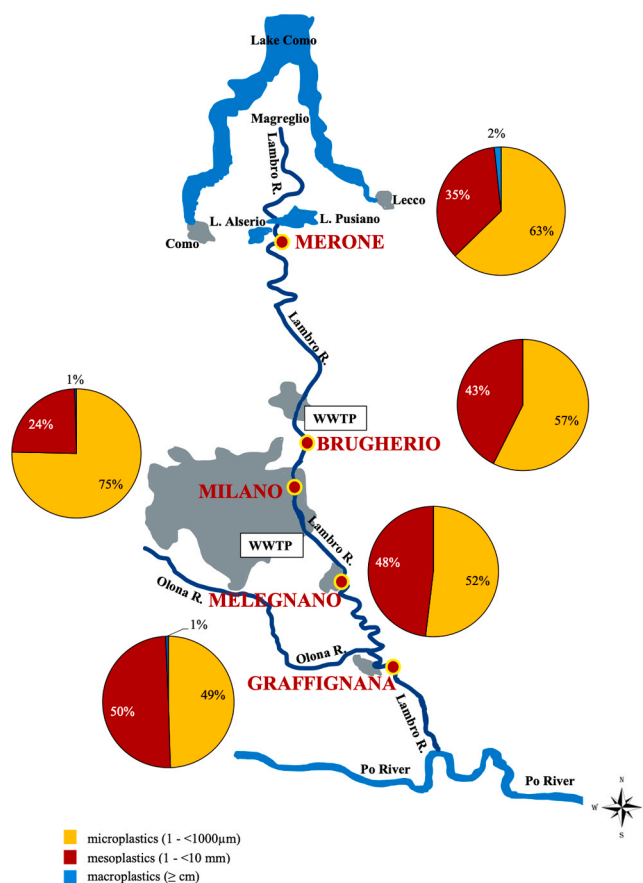 Lake Como
Magreglio
Lambro R.
2%
35%
63%
Lecco
L. Alserio
L. Pusiano
Como
MERONE
Lambro R.
43%
57%
1%
24%
75%
WWTP
BRUGHERIO
MILANO
WWTP
Lambro R.
48%
52%
MELEGNANO
Olona R.
Olona R.
1%
50%
49%
GRAFFIGNANA
Lambro R.
Po River
Po River
N
W
E
S
microplastics (1 - <1000µm)
mesoplastics (1 - <10 mm)
macroplastics (≥ cm)